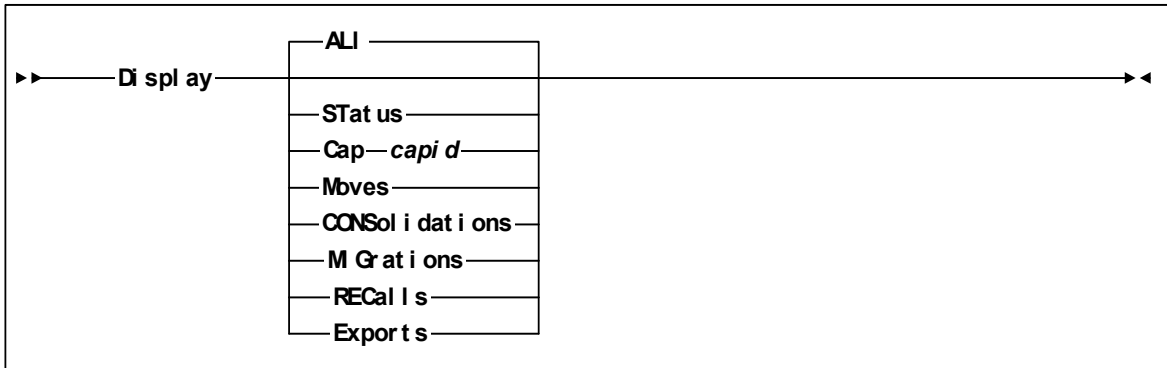 ALl
Display
STatus
Cap capid
Moves
CONSolidations
MIGrations
RECalls
Exports